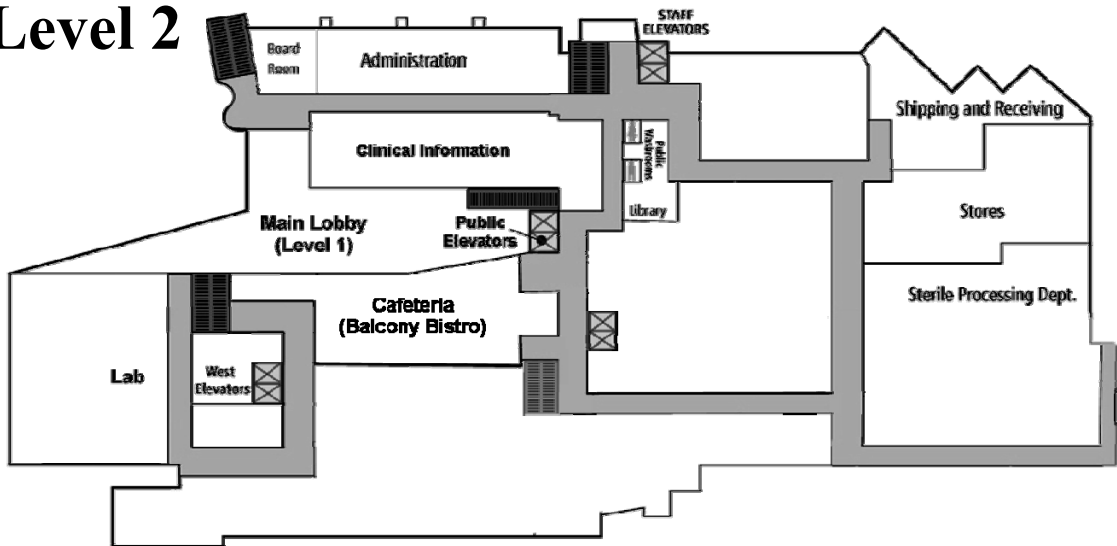 Level 2
STAFF
ELEVATORS
Board
Room
Administration
Shipping and Receiving
Clinical Information
Public
Washrooms
Library
Stores
Main Lobby
(Level 1)
Public
Elevators
Cafeteria
(Balcony Bistro)
Sterile Processing Dept.
Lab
West
Elevators